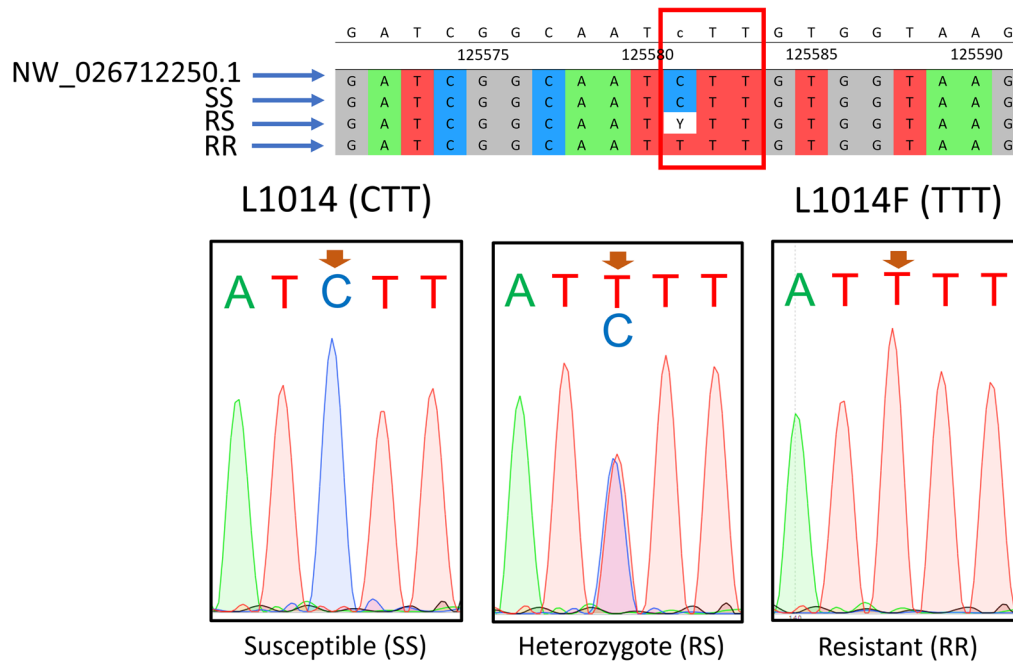 G A T C G G C A A T c T T G T G G T A A G
125575 125580 125585 125590
NW_026712250.1 G A T C G G C A A T C T T G T G G T A A G
SS G A T C G G C A A T C T T G T G G T A A G
RS G A T C G G C A A T Y T T G T G G T A A G
RR G A T C G G C A A T T T T G T G G T A A G
L1014 (CTT) L1014F (TTT)
A T C T T A T T T T A T T T T
C
140
Susceptible (SS) Heterozygote (RS) Resistant (RR)